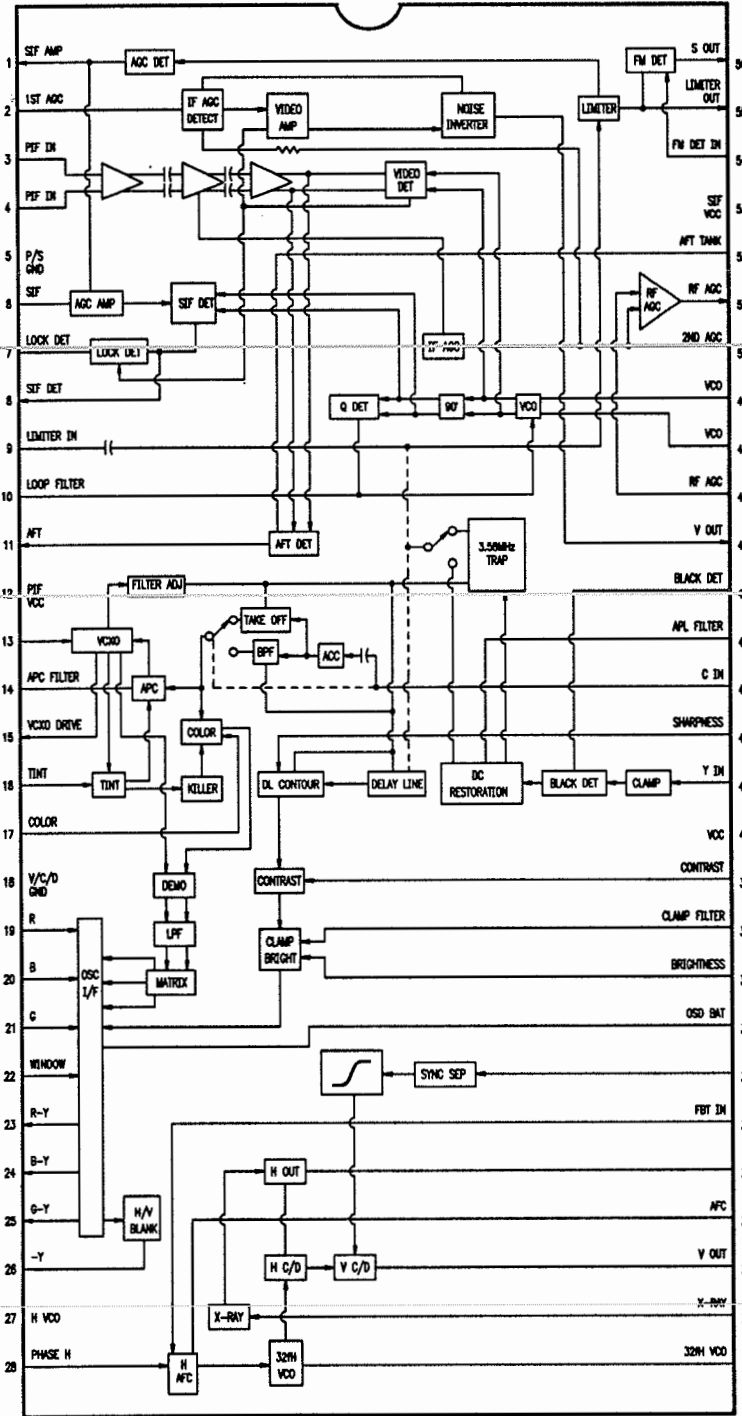 1 SIF AMP
AGC DET
FM DET
S OUT
2 1ST AGC
IF AGC
DETECT
VIDEO
AMP
NOISE
INVERTER
LIMITER
LIMITER
OUT
3 PIF IN
FM DET IN
4 PIF IN
VIDEO
DET
SIF
VCC
5 P/S
GND
AFT TANK
6 SIF
AGC AMP
SIF DET
RF
AGC
RF AGC
7 LOCK DET
LOCK DET
IF AGC
2ND AGC
8 SIF DET
Q DET
90°
VCO
VCO
9 LIMITER IN
VCO
10 LOOP FILTER
RF AGC
11 AFT
AFT DET
3.58MHz
TRAP
V OUT
12 PIF
VCC
FILTER ADJ
BLACK DET
13
VCXO
TAKE OFF
BPF
ACC
APL FILTER
14 APC FILTER
APC
C IN
15 VCXO DRIVE
COLOR
SHARPNESS
16 TINT
TINT
KILLER
DL CONTOUR
DELAY LINE
DC
RESTORATION
BLACK DET
CLAMP
Y IN
17 COLOR
VCC
18 V/C/D
GND
DEMO
CONTRAST
CONTRAST
19 R
LPF
CLAMP
BRIGHT
CLAMP FILTER
20 B
OSC
I/F
MATRIX
BRIGHTNESS
21 G
OSD BAT
22 WINDOW
SYNC SEP
23 R-Y
FBT IN
24 B-Y
H OUT
25 G-Y
H/V
BLANK
AFC
26 -Y
H C/D
V C/D
V OUT
27 H VCO
X-RAY
X-RAY
28 PHASE H
H
AFC
32fH
VCO
32fH VCO